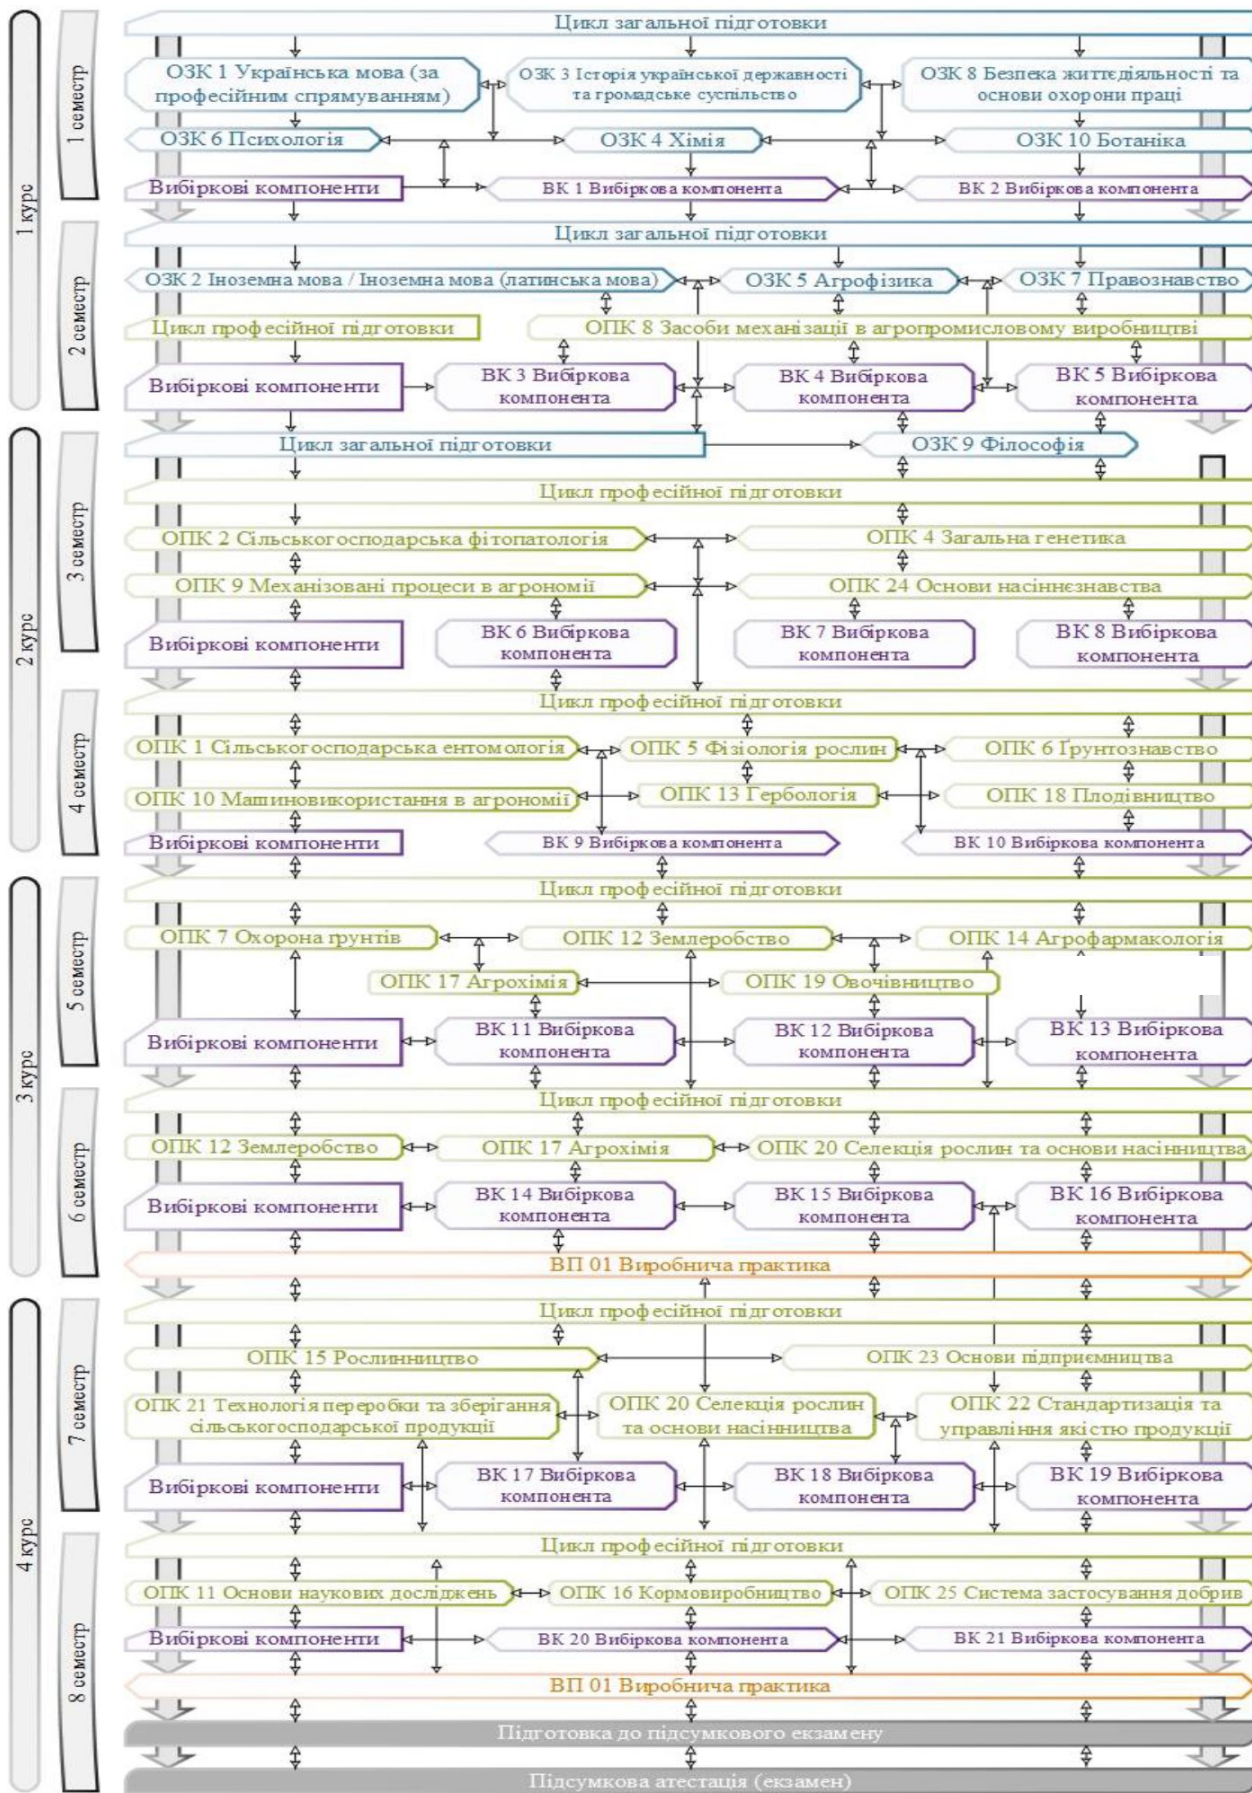 1 курс
1 семестр
Цикл загальної підготовки
ОЗК 1 Українська мова (за
професійним спрямуванням)
ОЗК 3 Історія української державності
та громадське суспільство
ОЗК 8 Безпека життєдіяльності та
основи охорони праці
ОЗК 6 Психологія
ОЗК 4 Хімія
ОЗК 10 Ботаніка
Вибіркові компоненти
ВК 1 Вибіркова компонента
ВК 2 Вибіркова компонента
2 семестр
Цикл загальної підготовки
ОЗК 2 Іноземна мова / Іноземна мова (латинська мова)
ОЗК 5 Агрофізика
ОЗК 7 Правознавство
Цикл професійної підготовки
ОПК 8 Засоби механізації в агропромисловому виробництві
Вибіркові компоненти
ВК 3 Вибіркова
компонента
ВК 4 Вибіркова
компонента
ВК 5 Вибіркова
компонента
2 курс
3 семестр
Цикл загальної підготовки
ОЗК 9 Філософія
Цикл професійної підготовки
ОПК 2 Сільськогосподарська фітопатологія
ОПК 4 Загальна генетика
ОПК 9 Механізовані процеси в агрономії
ОПК 24 Основи насіннєзнавства
Вибіркові компоненти
ВК 6 Вибіркова
компонента
ВК 7 Вибіркова
компонента
ВК 8 Вибіркова
компонента
4 семестр
Цикл професійної підготовки
ОПК 1 Сільськогосподарська ентомологія
ОПК 5 Фізіологія рослин
ОПК 6 Ґрунтознавство
ОПК 10 Машиновикористання в агрономії
ОПК 13 Гербологія
ОПК 18 Плодівництво
Вибіркові компоненти
ВК 9 Вибіркова компонента
ВК 10 Вибіркова компонента
3 курс
5 семестр
Цикл професійної підготовки
ОПК 7 Охорона ґрунтів
ОПК 12 Землеробство
ОПК 14 Агрофармакологія
ОПК 17 Агрохімія
ОПК 19 Овочівництво
Вибіркові компоненти
ВК 11 Вибіркова
компонента
ВК 12 Вибіркова
компонента
ВК 13 Вибіркова
компонента
6 семестр
Цикл професійної підготовки
ОПК 12 Землеробство
ОПК 17 Агрохімія
ОПК 20 Селекція рослин та основи насінництва
Вибіркові компоненти
ВК 14 Вибіркова
компонента
ВК 15 Вибіркова
компонента
ВК 16 Вибіркова
компонента
ВП 01 Виробнича практика
4 курс
7 семестр
Цикл професійної підготовки
ОПК 15 Рослинництво
ОПК 23 Основи підприємництва
ОПК 21 Технологія переробки та зберігання
сільськогосподарської продукції
ОПК 20 Селекція рослин
та основи насінництва
ОПК 22 Стандартизація та
управління якістю продукції
Вибіркові компоненти
ВК 17 Вибіркова
компонента
ВК 18 Вибіркова
компонента
ВК 19 Вибіркова
компонента
8 семестр
Цикл професійної підготовки
ОПК 11 Основи наукових досліджень
ОПК 16 Кормовиробництво
ОПК 25 Система застосування добрив
Вибіркові компоненти
ВК 20 Вибіркова компонента
ВК 21 Вибіркова компонента
ВП 01 Виробнича практика
Підготовка до підсумкового екзамену
Підсумкова атестація (екзамен)